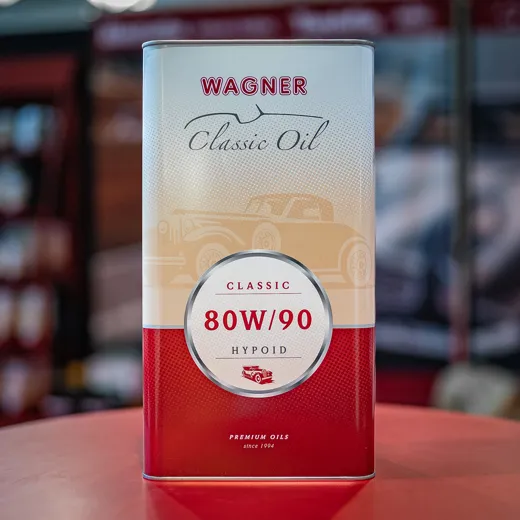 WAGNER
Classic Oil
CLASSIC
80W/90
HYPOID
PREMIUM OILS
since 1994